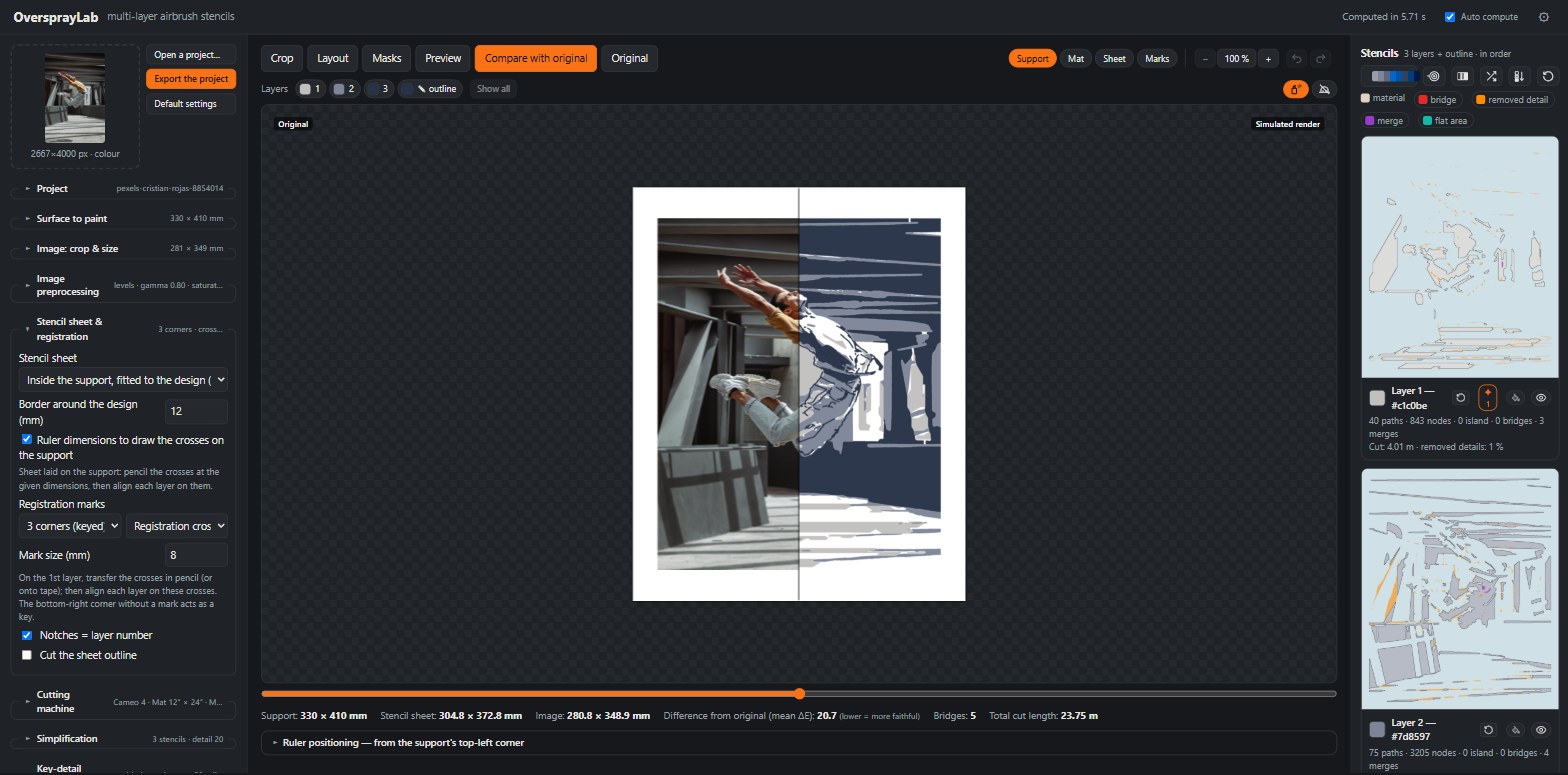 OversprayLab multi-layer airbrush stencils
Computed in 5.71 s
Auto compute
Open a project...
Export the project
Default settings
2667×4000 px · colour
Project pexels-cristian-rojas-8854014
Surface to paint 330 × 410 mm
Image: crop & size 281 × 349 mm
Image
preprocessing
levels · gamma 0.80 · saturat...
Stencil sheet &
registration
3 corners · cross...
Stencil sheet
Inside the support, fitted to the design (
Border around the design
(mm)
12
Ruler dimensions to draw the crosses on
the support
Sheet laid on the support: pencil the crosses at the
given dimensions, then align each layer on them.
Registration marks
3 corners (keyed)
Registration cros
Mark size (mm)
8
On the 1st layer, transfer the crosses in pencil (or
onto tape); then align each layer on these crosses.
The bottom-right corner without a mark acts as a
key.
Notches = layer number
Cut the sheet outline
Cutting
machine
Cameo 4 · Mat 12" × 24" · M...
Simplification 3 stencils · detail 20
Key-detail
Crop
Layout
Masks
Preview
Compare with original
Original
Support
Mat
Sheet
Marks
−
100 %
+
Layers
1
2
3
outline
Show all
Original
Simulated render
Support: 330 × 410 mm
Stencil sheet: 304.8 × 372.8 mm
Image: 280.8 × 348.9 mm
Difference from original (mean ΔE): 20.7 (lower = more faithful)
Bridges: 5
Total cut length: 23.75 m
Ruler positioning — from the support's top-left corner
Stencils 3 layers + outline · in order
material
bridge
removed detail
merge
flat area
Layer 1 —
#c1c0be
1
40 paths · 843 nodes · 0 island · 0 bridges · 3
merges
Cut: 4.01 m · removed details: 1 %
Layer 2 —
#7d8597
75 paths · 3205 nodes · 0 island · 0 bridges · 4
merges